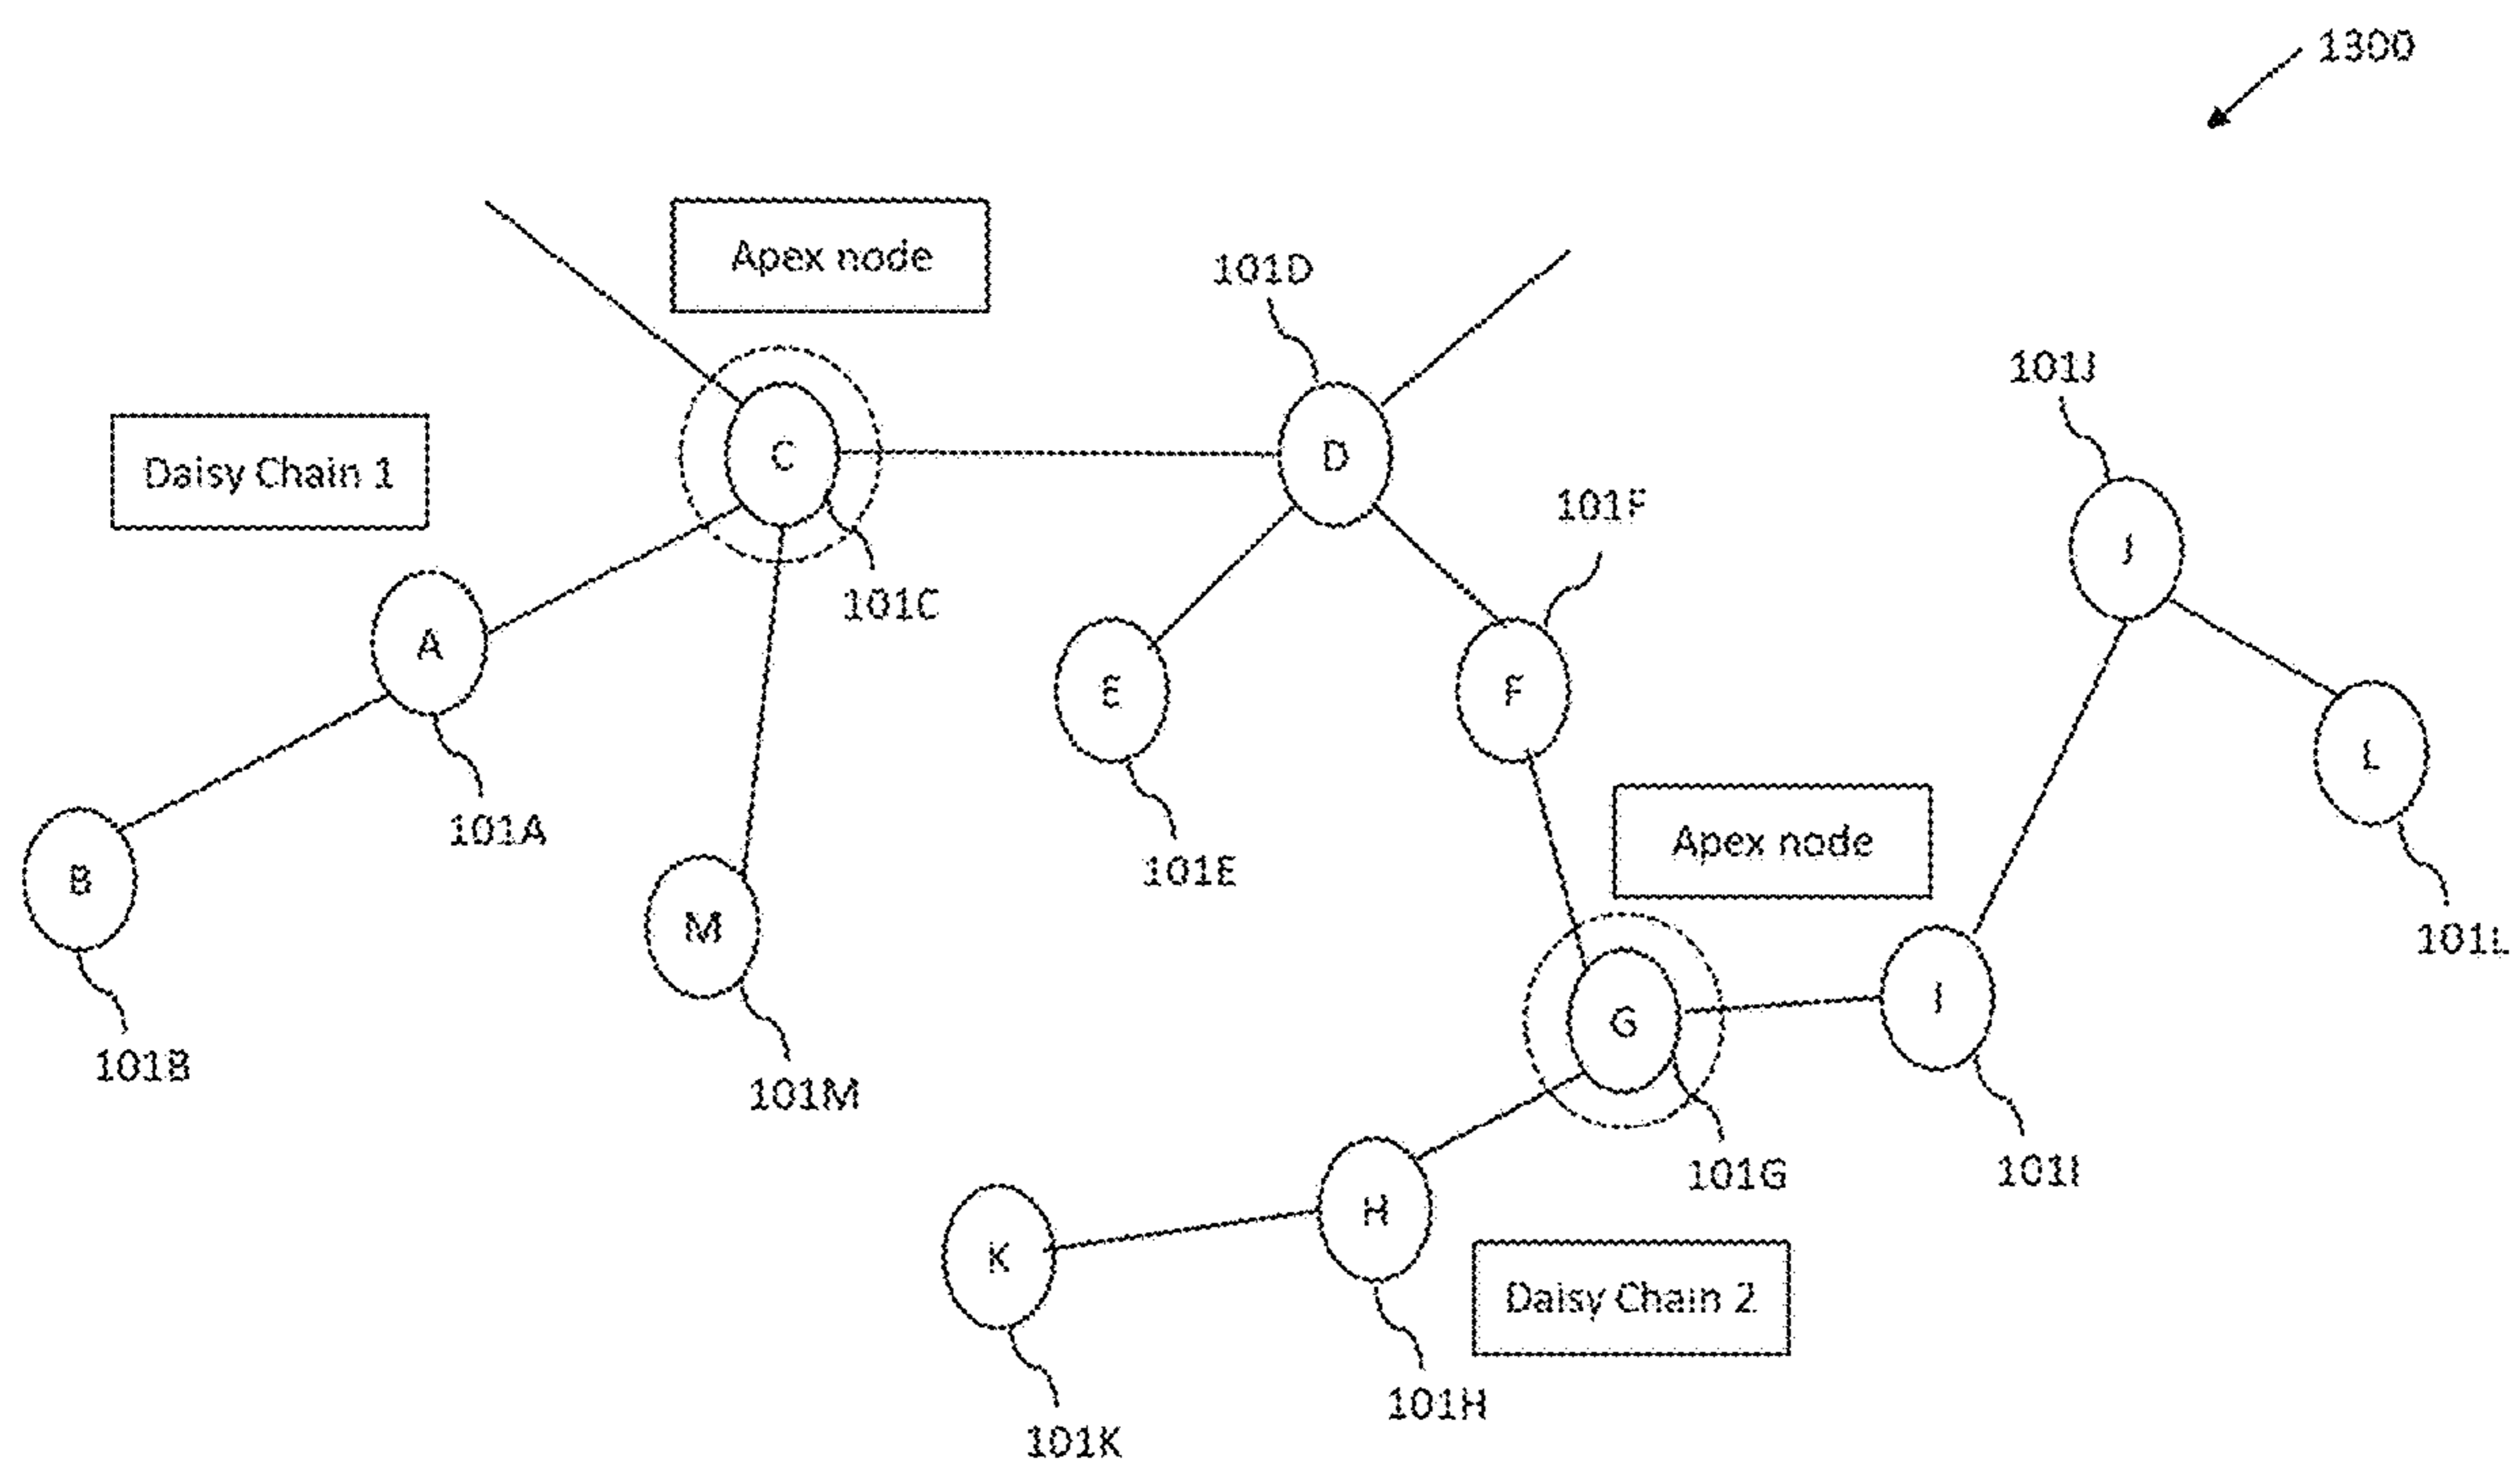 1300
Apex node
101D
101J
Daisy Chain 1
C
D
101F
101C
J
A
E
F
L
101A
Apex node
B
101E
M
101L
G
I
101B
101M
101G
101I
H
K
Daisy Chain 2
101H
101K